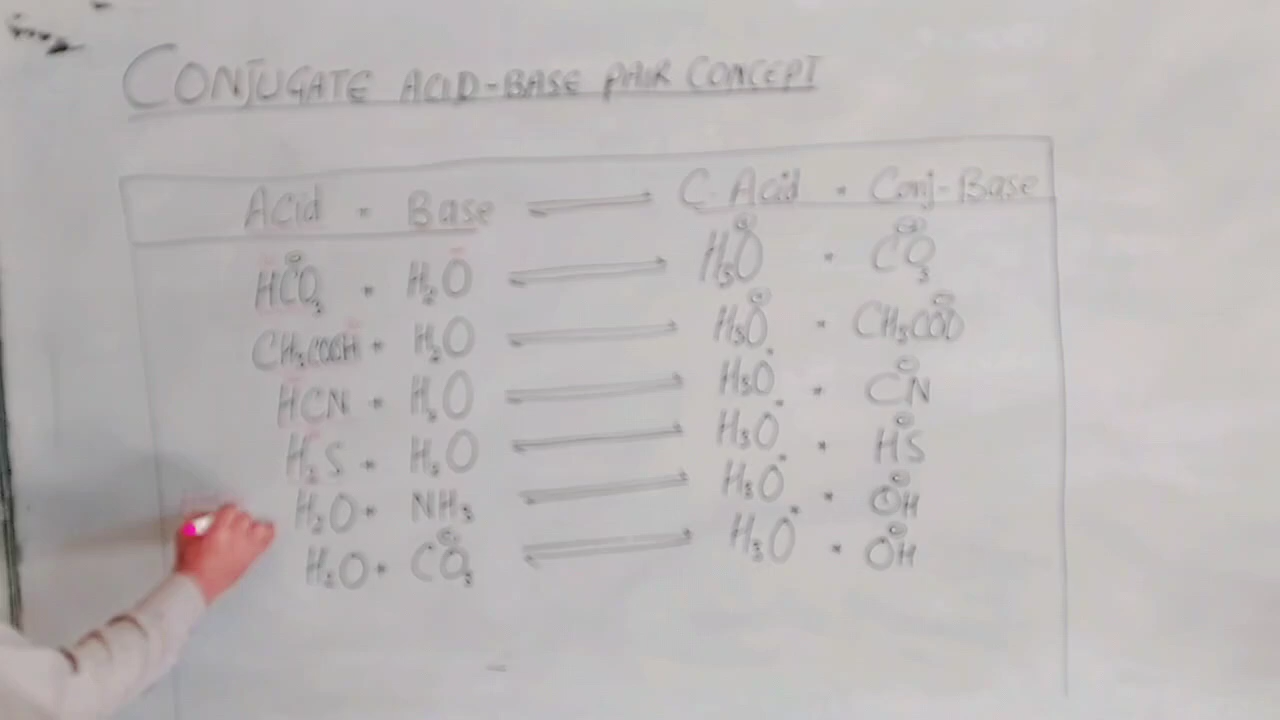 CONJUGATE ACID-BASE PAIR CONCEPT
Acid + Base ⇌ C. Acid + Conj-Base
HCO₃⊖ + H₂O ⇌ H₃O⊕ + CO₃⊖⊖
CH₃COOH + H₂O ⇌ H₃O⊕ + CH₃COO⊖
HCN + H₂O ⇌ H₃O⁺ + CN⊖
H₂S + H₂O ⇌ H₃O⁺ + HS⊖
H₂O + NH₃ ⇌ H₃O⁺ + OH⊖
H₂O + CO₃⊖⊖ ⇌ H₃O⁺ + OH⊖